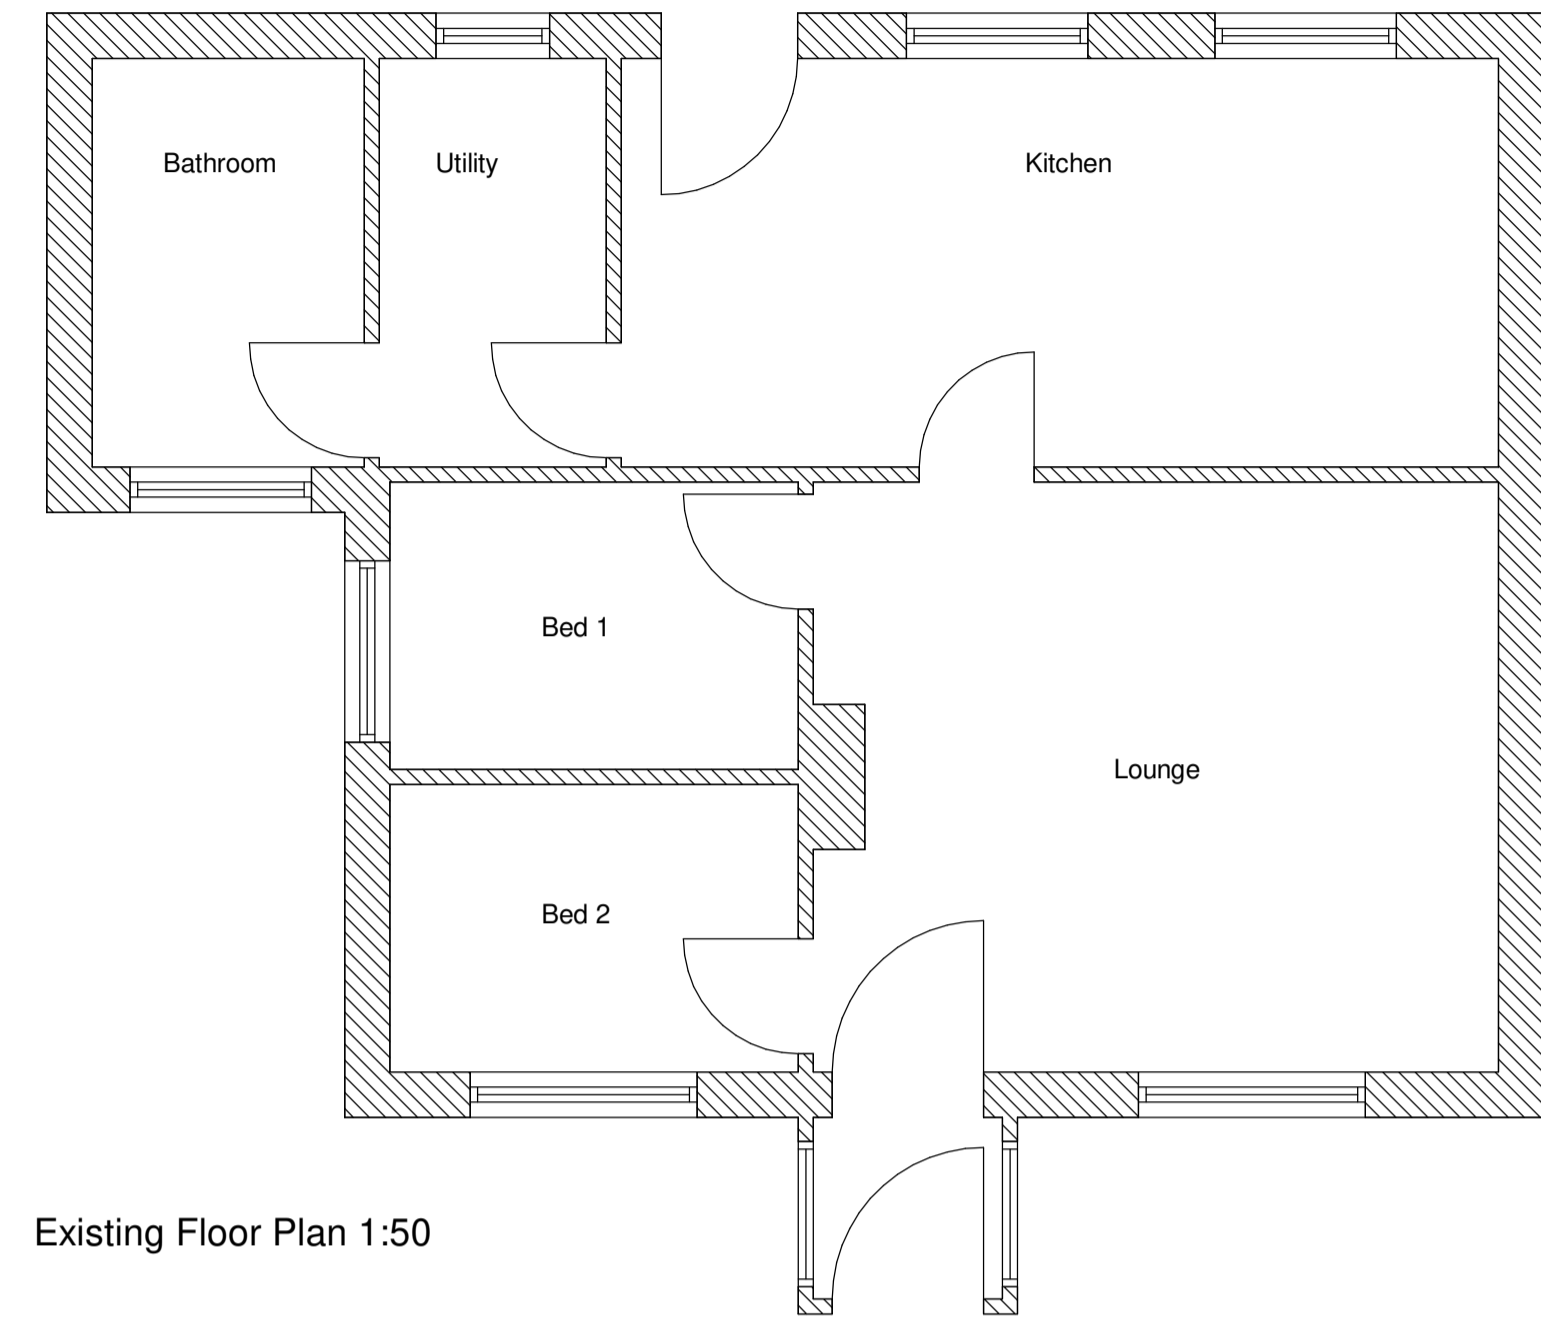 Bathroom
Utility
Kitchen
Bed 1
Lounge
Bed 2
Existing Floor Plan 1:50